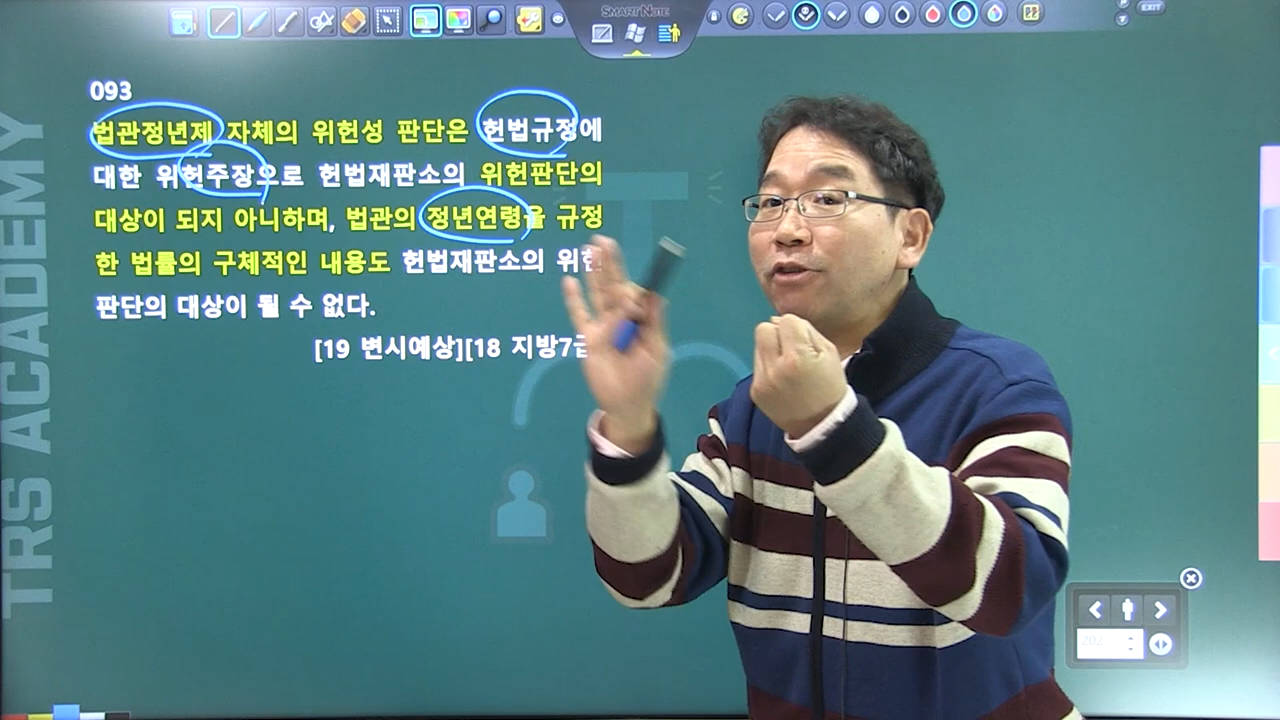 SMART NOTE
EXIT
093
법관정년제 자체의 위헌성 판단은 헌법규정에
대한 위헌주장으로 헌법재판소의 위헌판단의
대상이 되지 아니하며, 법관의 정년연령을 규정
한 법률의 구체적인 내용도 헌법재판소의 위헌
판단의 대상이 될 수 없다.
[19 변시예상][18 지방7급
TRS ACADEMY